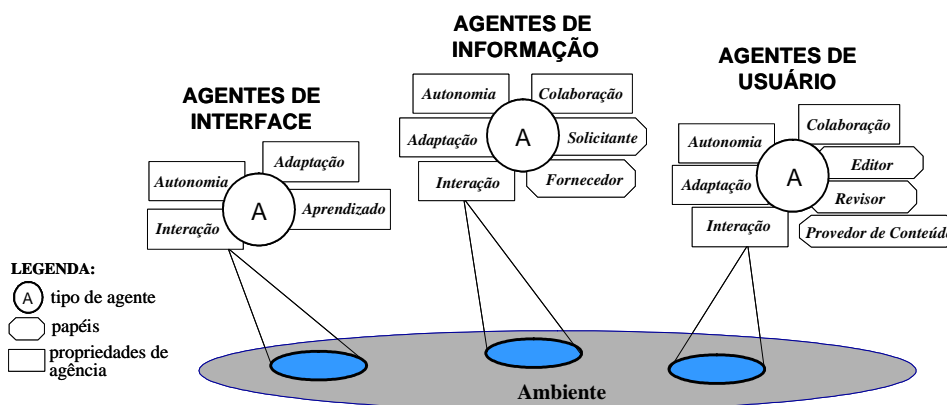 AGENTES DE
INTERFACE
Autonomia
Adaptação
A
Interação
Aprendizado
AGENTES DE
INFORMAÇÃO
Autonomia
Colaboração
A
Adaptação
Solicitante
Interação
Fornecedor
AGENTES DE
USUÁRIO
Autonomia
Colaboração
A
Adaptação
Editor
Revisor
Interação
Provedor de Conteúdo
LEGENDA:
A tipo de agente
papéis
propriedades de
agência
Ambiente